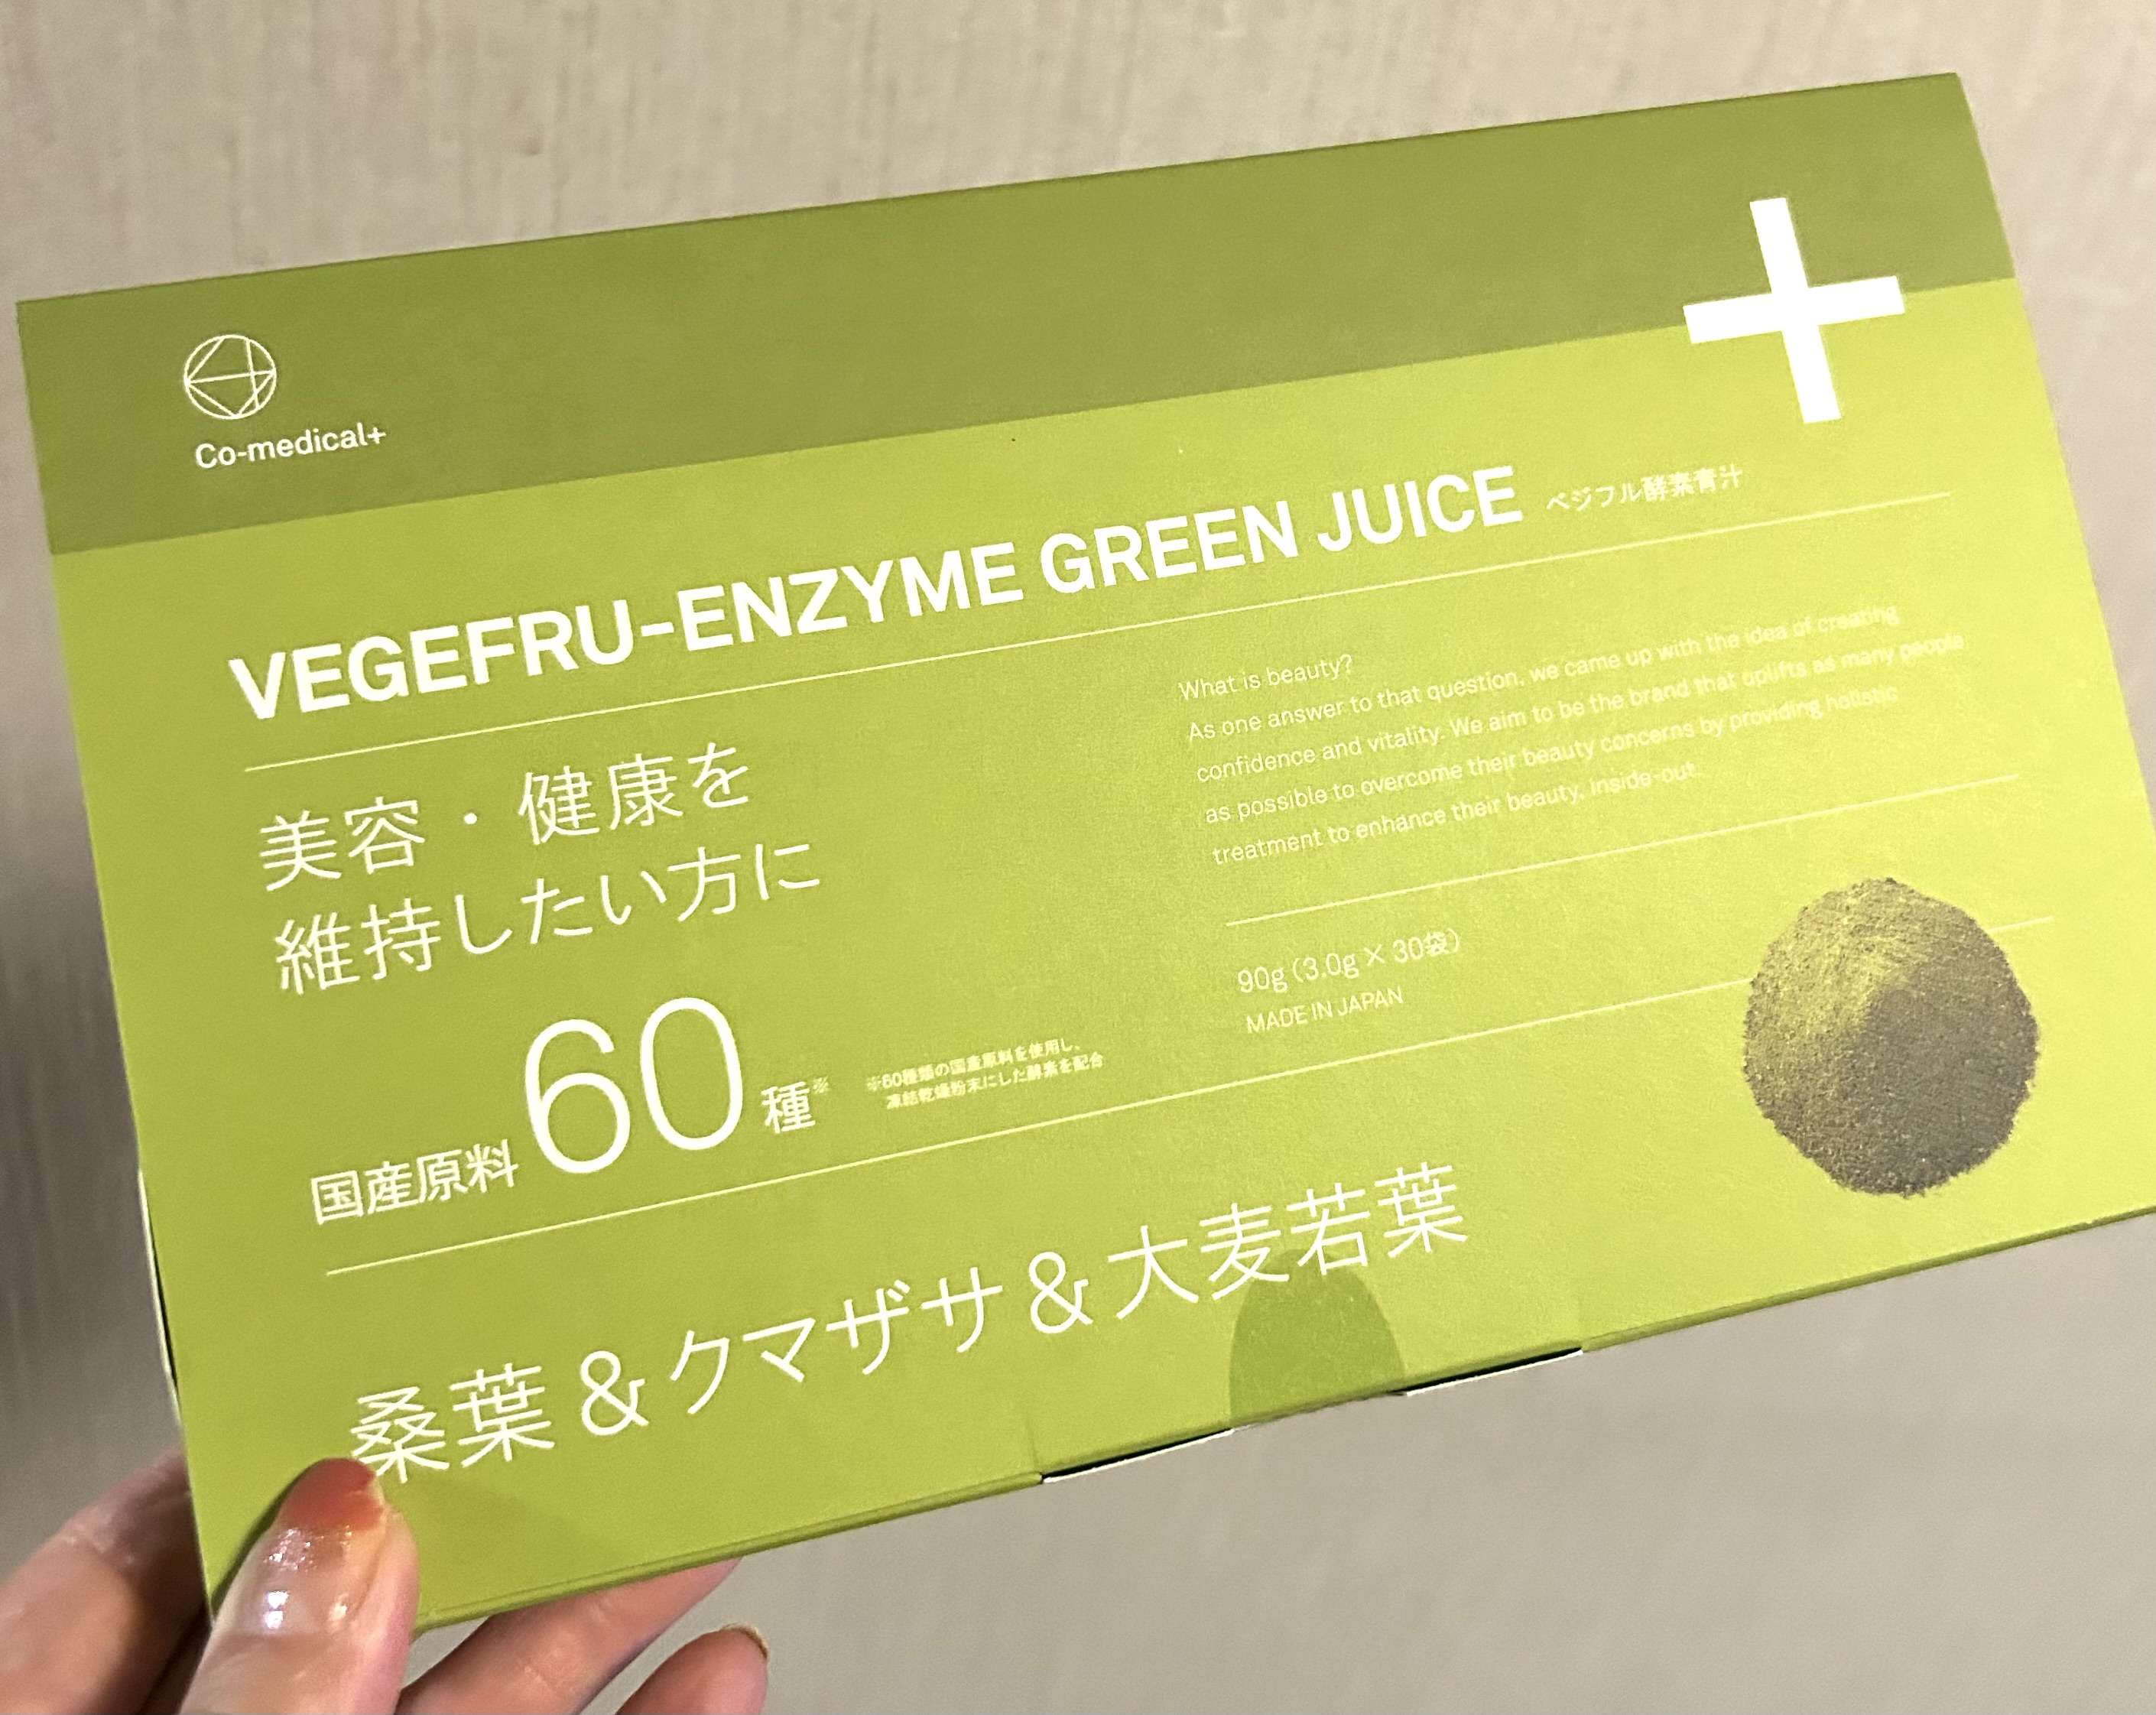 Co-medical+
VEGEFRU-ENZYME GREEN JUICE ベジフル酵素青汁
美容・健康を
維持したい方に
国産原料60種※
※60種類の国産原料を使用し、
凍結乾燥粉末にした酵素を配合
What is beauty?
As one answer to that question, we came up with the idea of creating
confidence and vitality. We aim to be the brand that uplifts as many people
as possible to overcome their beauty concerns by providing holistic
treatment to enhance their beauty, inside-out.
90g（3.0g × 30袋）
MADE IN JAPAN
桑葉&クマザサ&大麦若葉